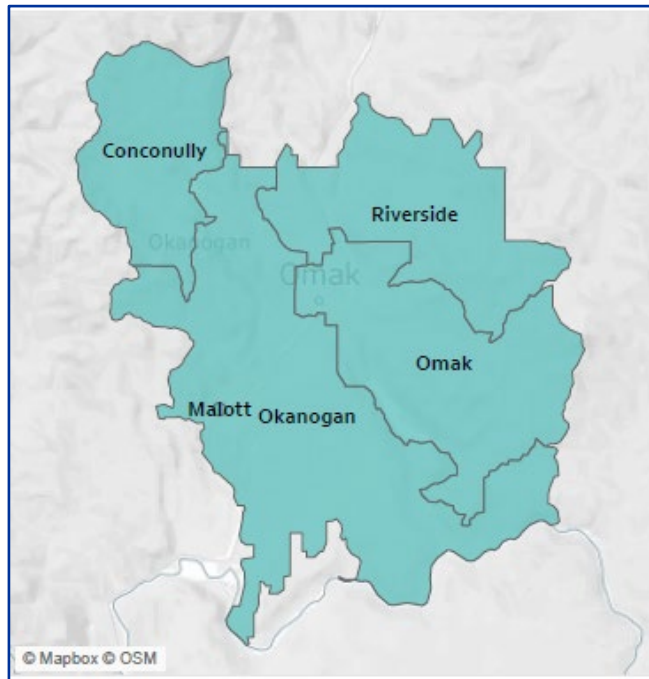 Conconully
Riverside
Okanogan
Omak
Omak
Malott
Okanogan
© Mapbox © OSM